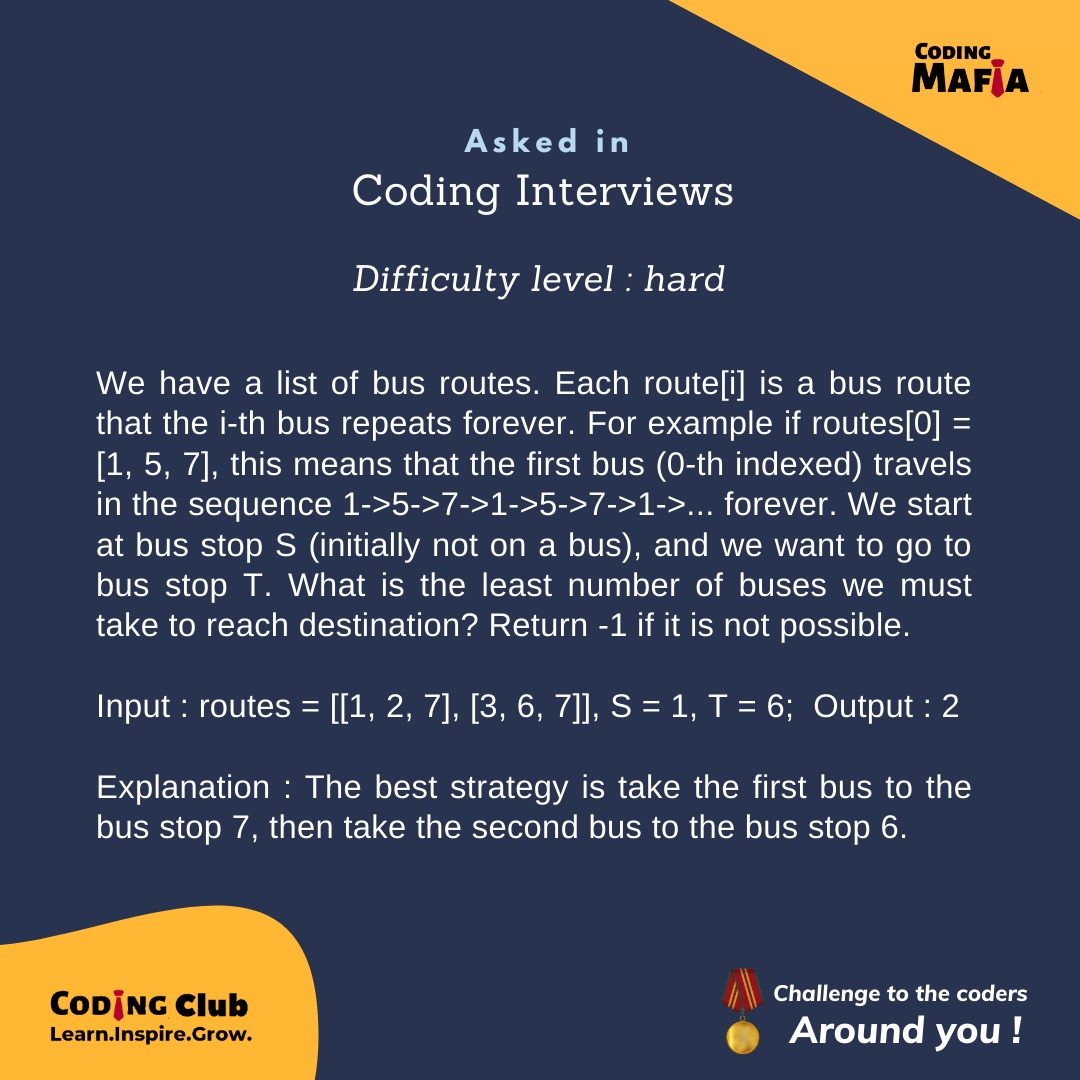 CODING
MAFIA
Asked in
Coding Interviews
Difficulty level : hard
We have a list of bus routes. Each route[i] is a bus route
that the i-th bus repeats forever. For example if routes[0] =
[1, 5, 7], this means that the first bus (0-th indexed) travels
in the sequence 1->5->7->1->5->7->1->... forever. We start
at bus stop S (initially not on a bus), and we want to go to
bus stop T. What is the least number of buses we must
take to reach destination? Return -1 if it is not possible.
Input : routes = [[1, 2, 7], [3, 6, 7]], S = 1, T = 6;  Output : 2
Explanation : The best strategy is take the first bus to the
bus stop 7, then take the second bus to the bus stop 6.
CODING Club
Learn.Inspire.Grow.
Challenge to the coders
Around you !